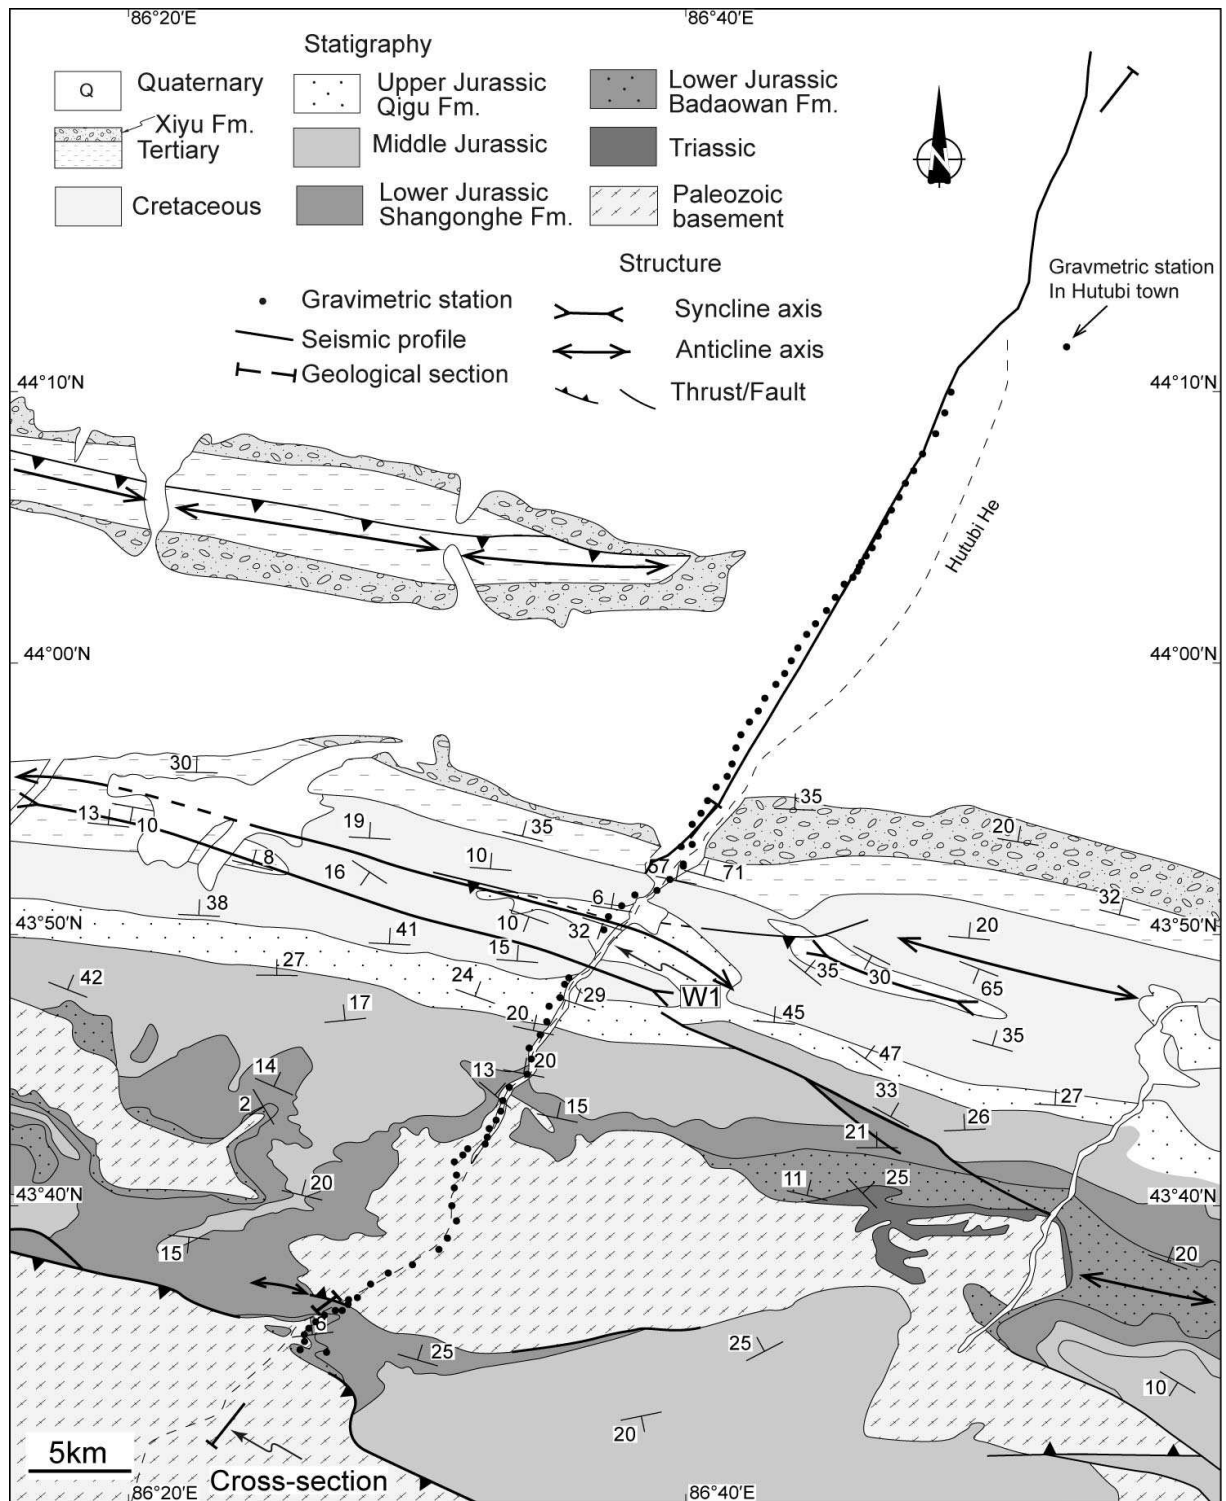 86°20′E
86°40′E
Statigraphy
Q
Quaternary
Xiyu Fm.
Tertiary
Cretaceous
Upper Jurassic
Qigu Fm.
Middle Jurassic
Lower Jurassic
Shangonghe Fm.
Lower Jurassic
Badaowan Fm.
Triassic
Paleozoic
basement
N
Structure
Gravimetric station
Seismic profile
Geological section
Syncline axis
Anticline axis
Thrust/Fault
Gravmetric station
In Hutubi town
44°10′N
44°10′N
Hutubi He
44°00′N
44°00′N
30
13
10
19
35
35
20
8
16
10
57
71
38
6
32
43°50′N
10
32
20
43°50′N
41
15
27
35
30
65
42
24
29
W1
17
20
45
35
47
14
13
20
33
27
2
15
26
21
20
11
25
43°40′N
43°40′N
15
20
6
25
25
10
20
5km
Cross-section
86°20′E
86°40′E